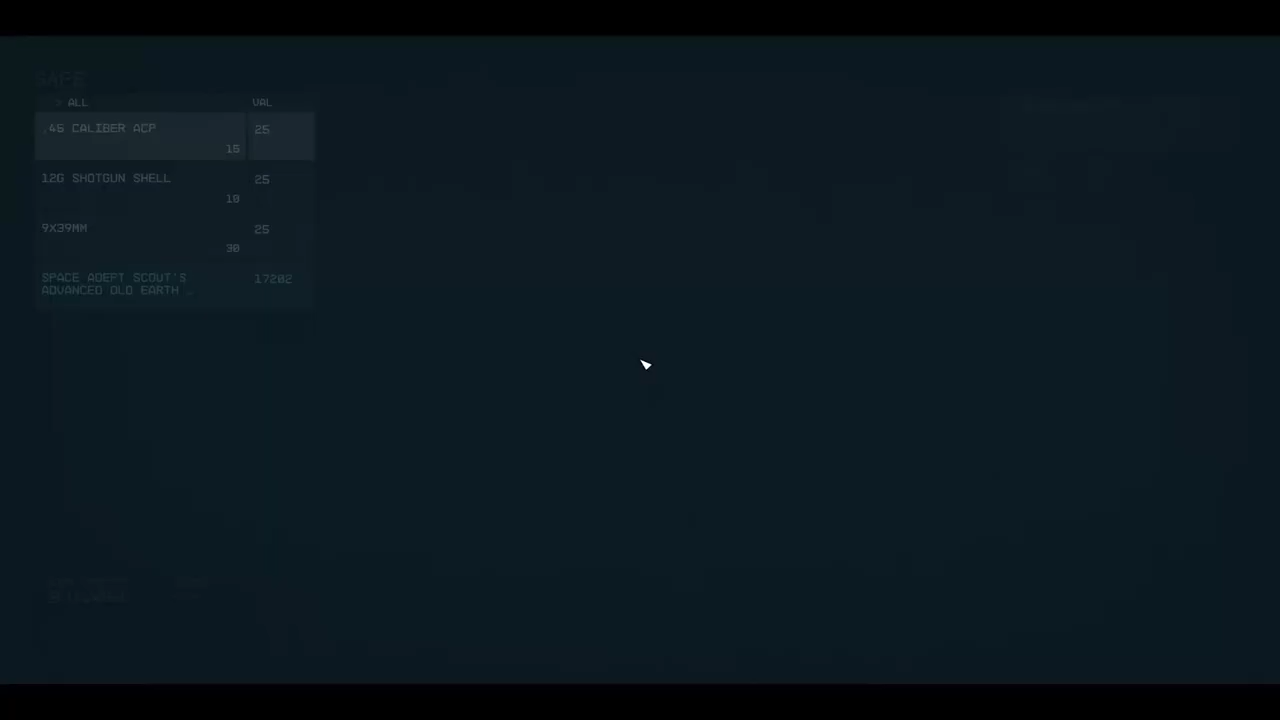 SAFE
> ALL VAL
.45 CALIBER ACP 25
15
12G SHOTGUN SHELL 25
10
9X39MM 25
30
SPACE ADEPT SCOUT'S 17202
ADVANCED OLD EARTH …